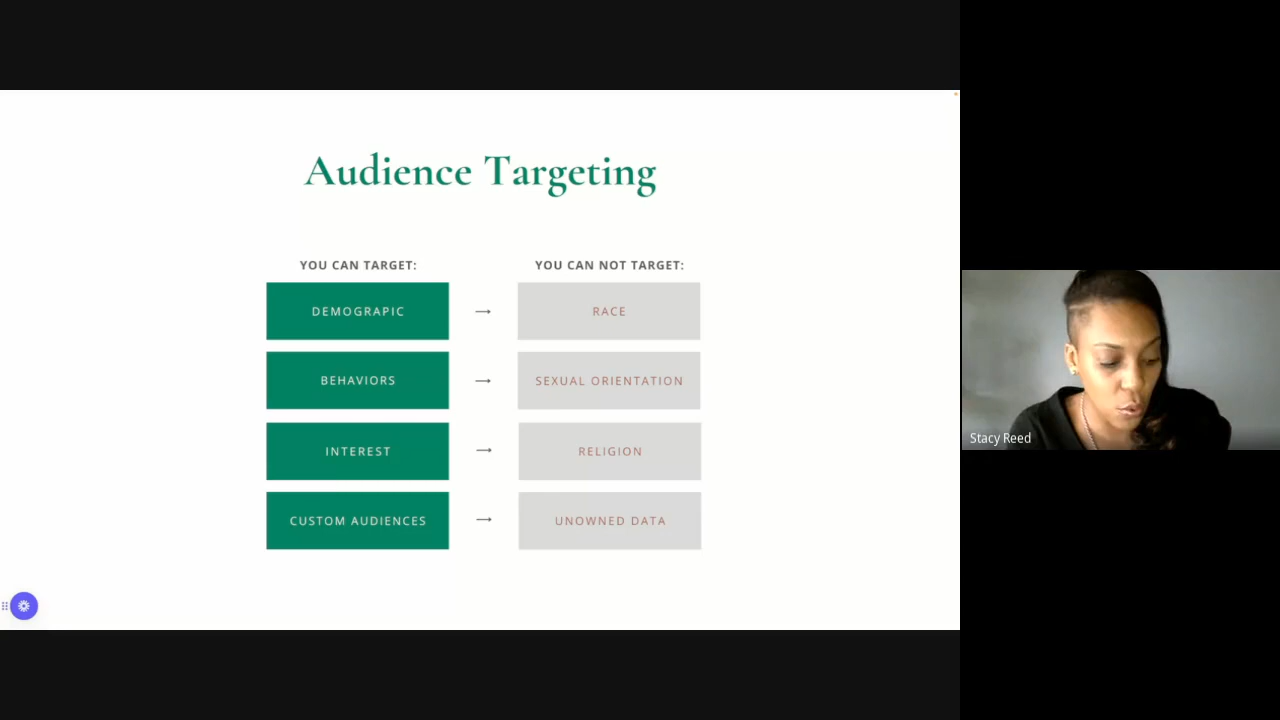 Audience Targeting
YOU CAN TARGET:
YOU CAN NOT TARGET:
DEMOGRAPIC
→
RACE
BEHAVIORS
→
SEXUAL ORIENTATION
INTEREST
→
RELIGION
CUSTOM AUDIENCES
→
UNOWNED DATA
Stacy Reed